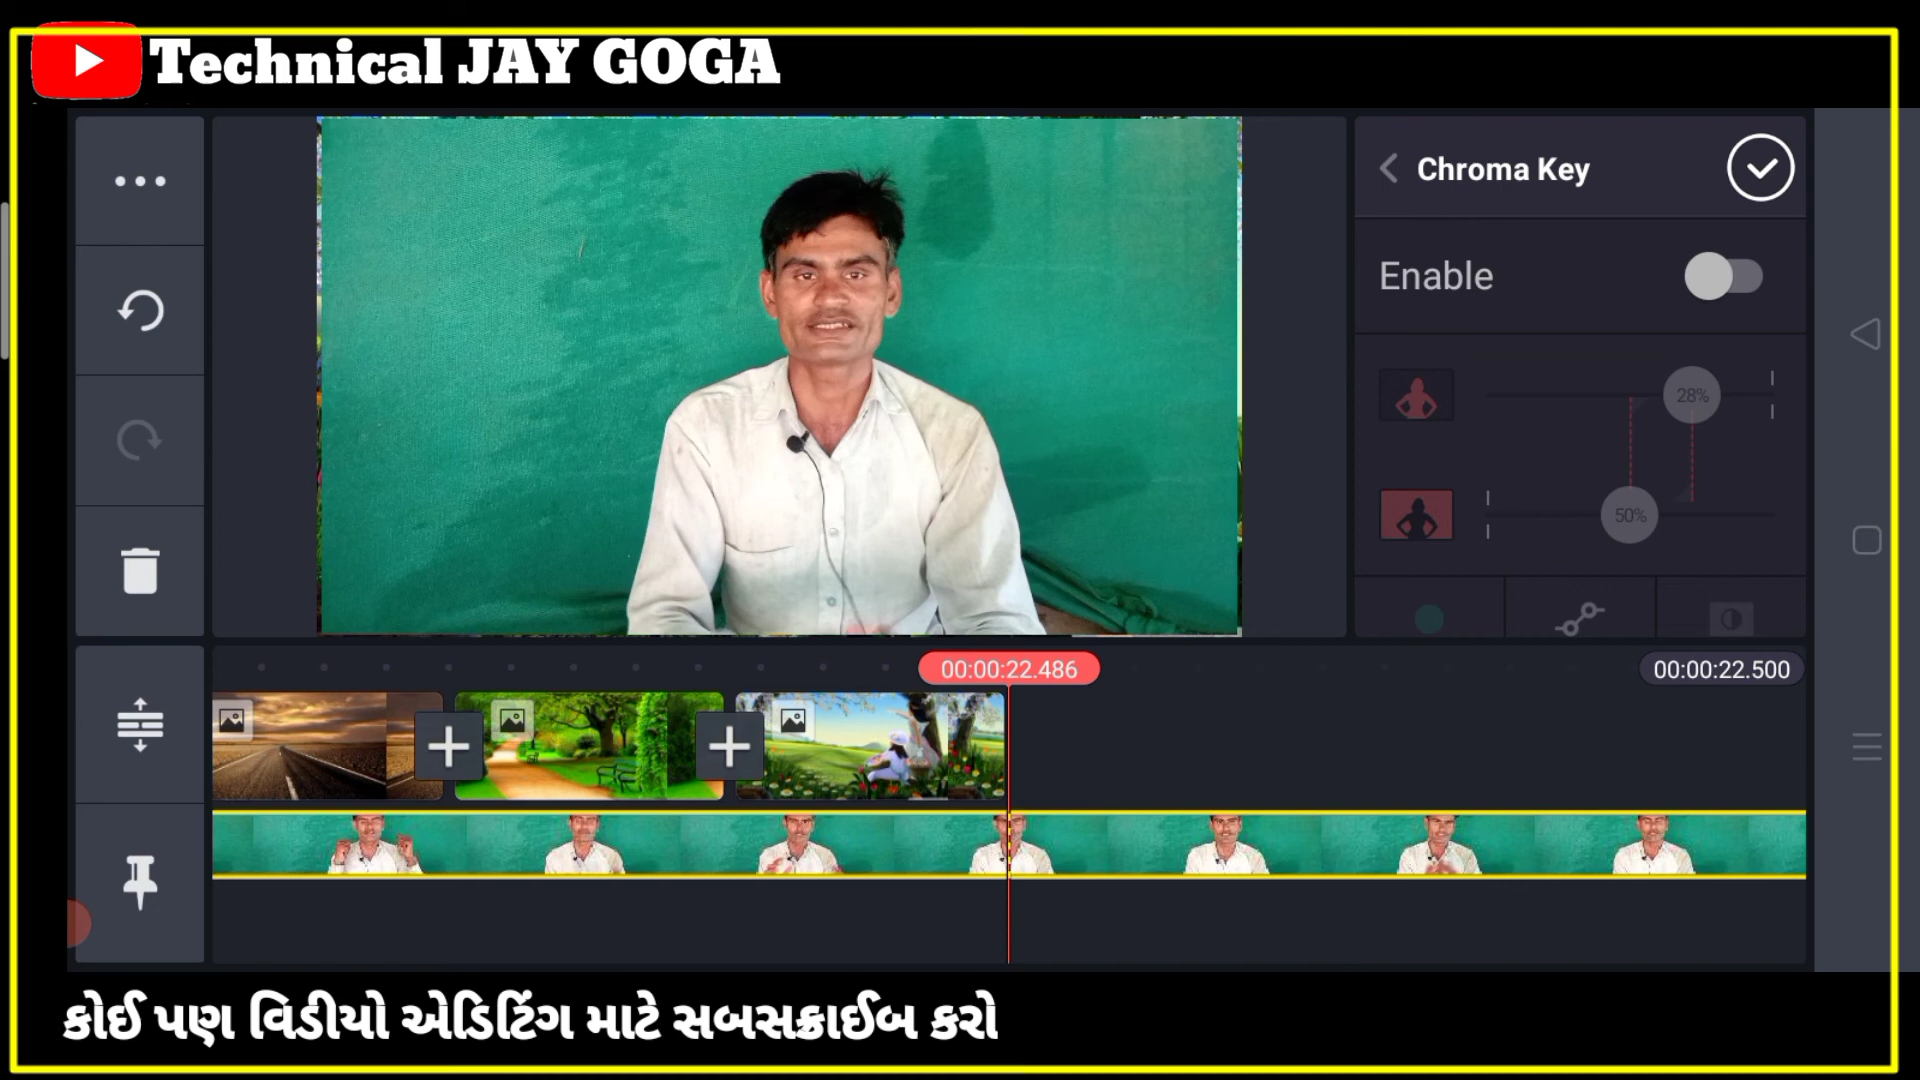 Technical JAY GOGA
Chroma Key
Enable
28%
50%
00:00:22.486
00:00:22.500
કોઈ પણ વિડીયો એડિટિંગ માટે સબસક્રાઈબ કરો